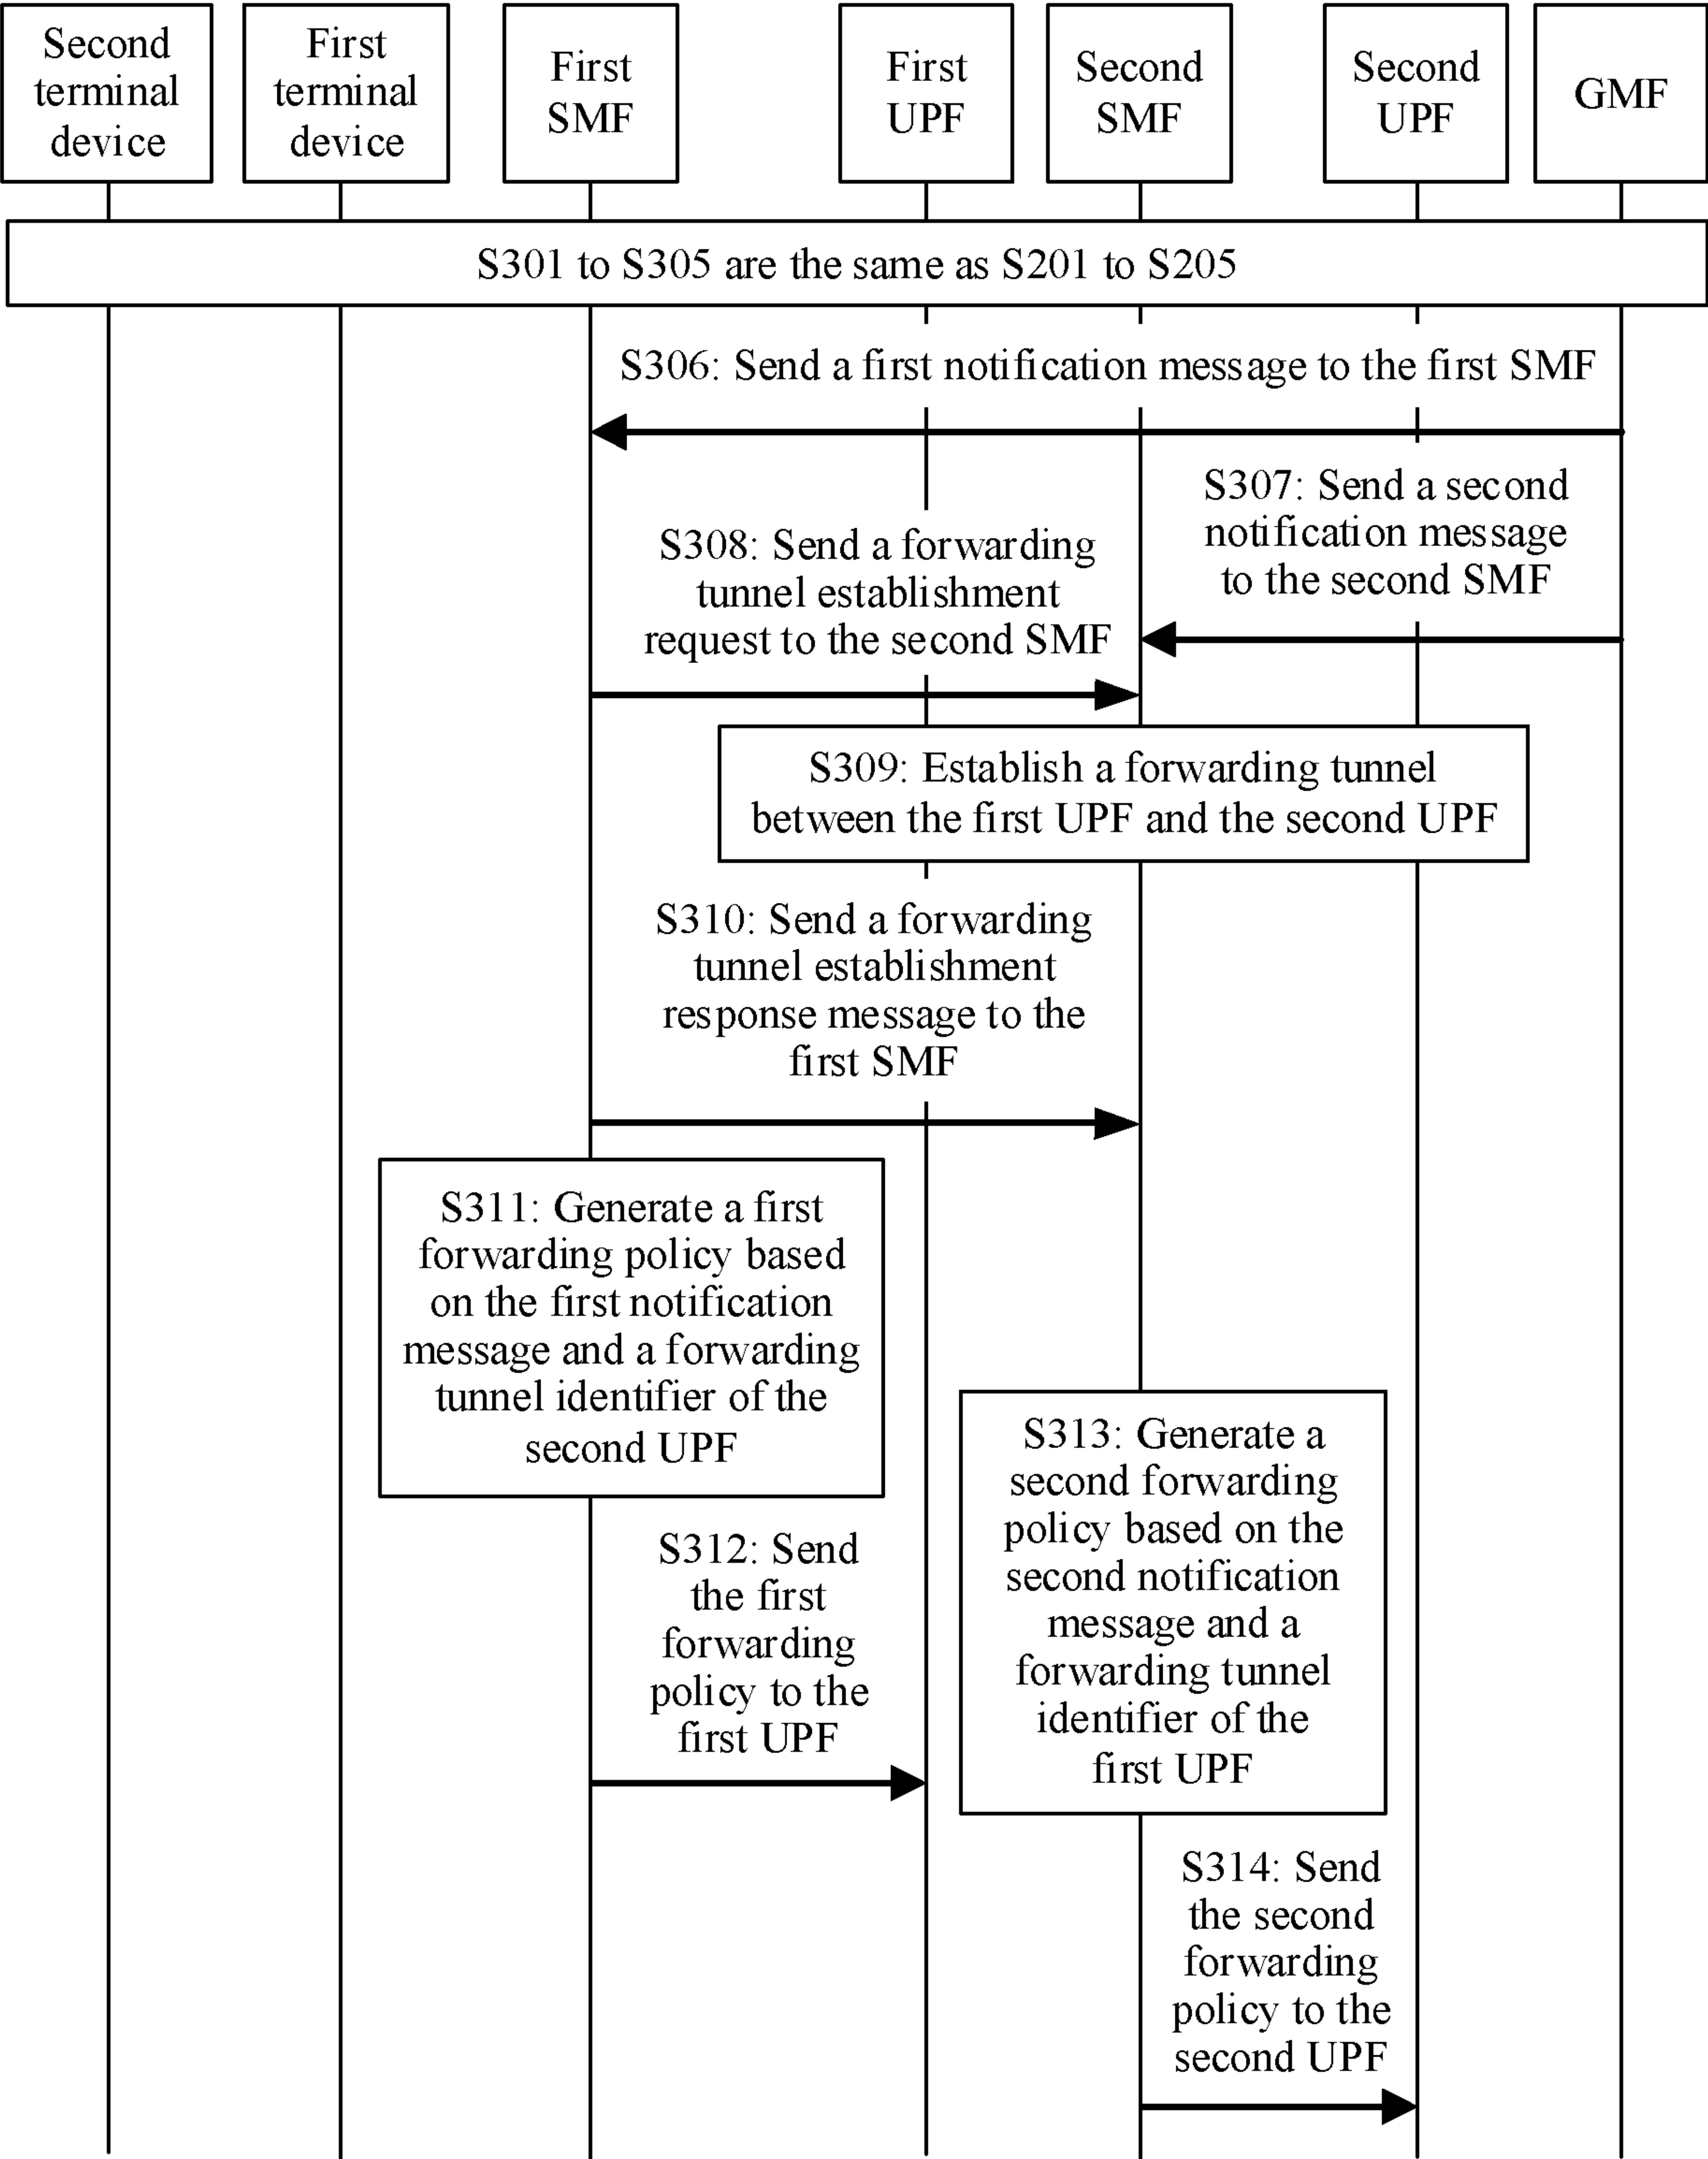 Second
terminal
device
First
terminal
device
First
SMF
First
UPF
Second
SMF
Second
UPF
GMF
S301 to S305 are the same as S201 to S205
S306: Send a first notification message to the first SMF
S307: Send a second
notification message
to the second SMF
S308: Send a forwarding
tunnel establishment
request to the second SMF
S309: Establish a forwarding tunnel
between the first UPF and the second UPF
S310: Send a forwarding
tunnel establishment
response message to the
first SMF
S311: Generate a first
forwarding policy based
on the first notification
message and a forwarding
tunnel identifier of the
second UPF
S312: Send
the first
forwarding
policy to the
first UPF
S313: Generate a
second forwarding
policy based on the
second notification
message and a
forwarding tunnel
identifier of the
first UPF
S314: Send
the second
forwarding
policy to the
second UPF